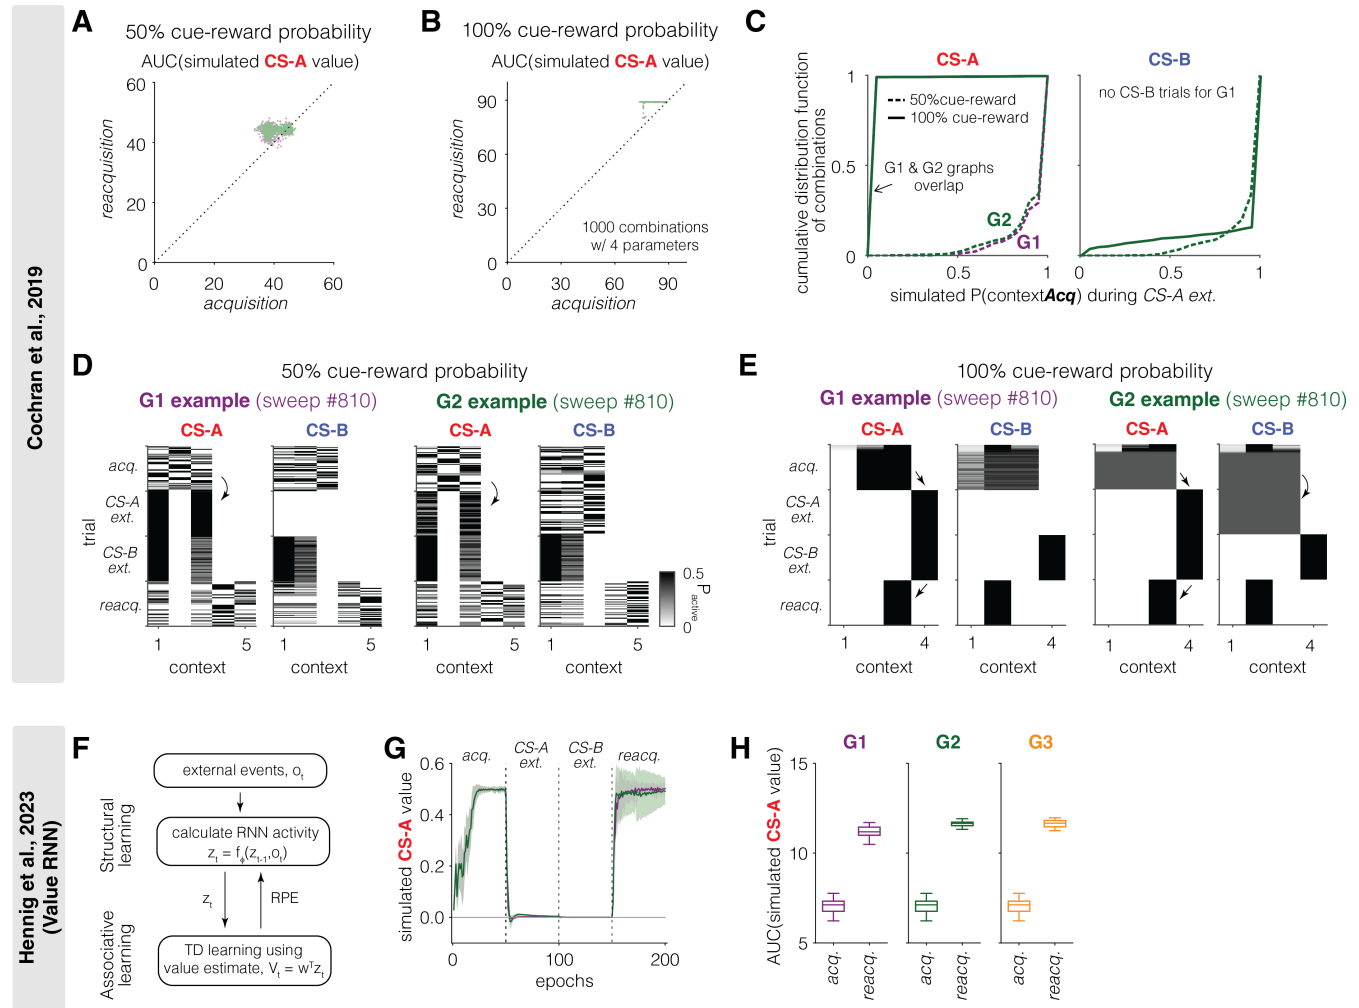 Cochran et al., 2019
A
50% cue-reward probability
AUC(simulated CS-A value)
60
40
20
0
reacquisition
0
20
40
60
acquisition
B
100% cue-reward probability
AUC(simulated CS-A value)
90
60
30
0
reacquisition
1000 combinations
w/ 4 parameters
0
30
60
90
acquisition
C
CS-A
CS-B
cumulative distribution function
of combinations
1
0.5
0
50%cue-reward
100% cue-reward
G1 & G2 graphs
overlap
G2
G1
no CS-B trials for G1
0
0.5
1
0
0.5
1
simulated P(contextAcq) during CS-A ext.
D
50% cue-reward probability
G1 example (sweep #810)
G2 example (sweep #810)
CS-A
CS-B
CS-A
CS-B
trial
acq.
CS-A
ext.
CS-B
ext.
reacq.
0.5
0
Pactive
1
5
1
5
1
5
1
5
context
context
context
context
E
100% cue-reward probability
G1 example (sweep #810)
G2 example (sweep #810)
CS-A
CS-B
CS-A
CS-B
trial
acq.
CS-A
ext.
CS-B
ext.
reacq.
1
4
1
4
1
4
1
4
context
context
context
context
Hennig et al., 2023
(Value RNN)
F
Structural
learning
Associative
learning
external events, ot
calculate RNN activity
zt = fϕ(zt-1,ot)
zt
RPE
TD learning using
value estimate, Vt = wTzt
G
acq.
CS-A
ext.
CS-B
ext.
reacq.
simulated CS-A value
0.6
0.4
0.2
0.0
0
100
200
epochs
H
G1
G2
G3
AUC(simulated CS-A value)
15
10
5
acq.
reacq.
acq.
reacq.
acq.
reacq.